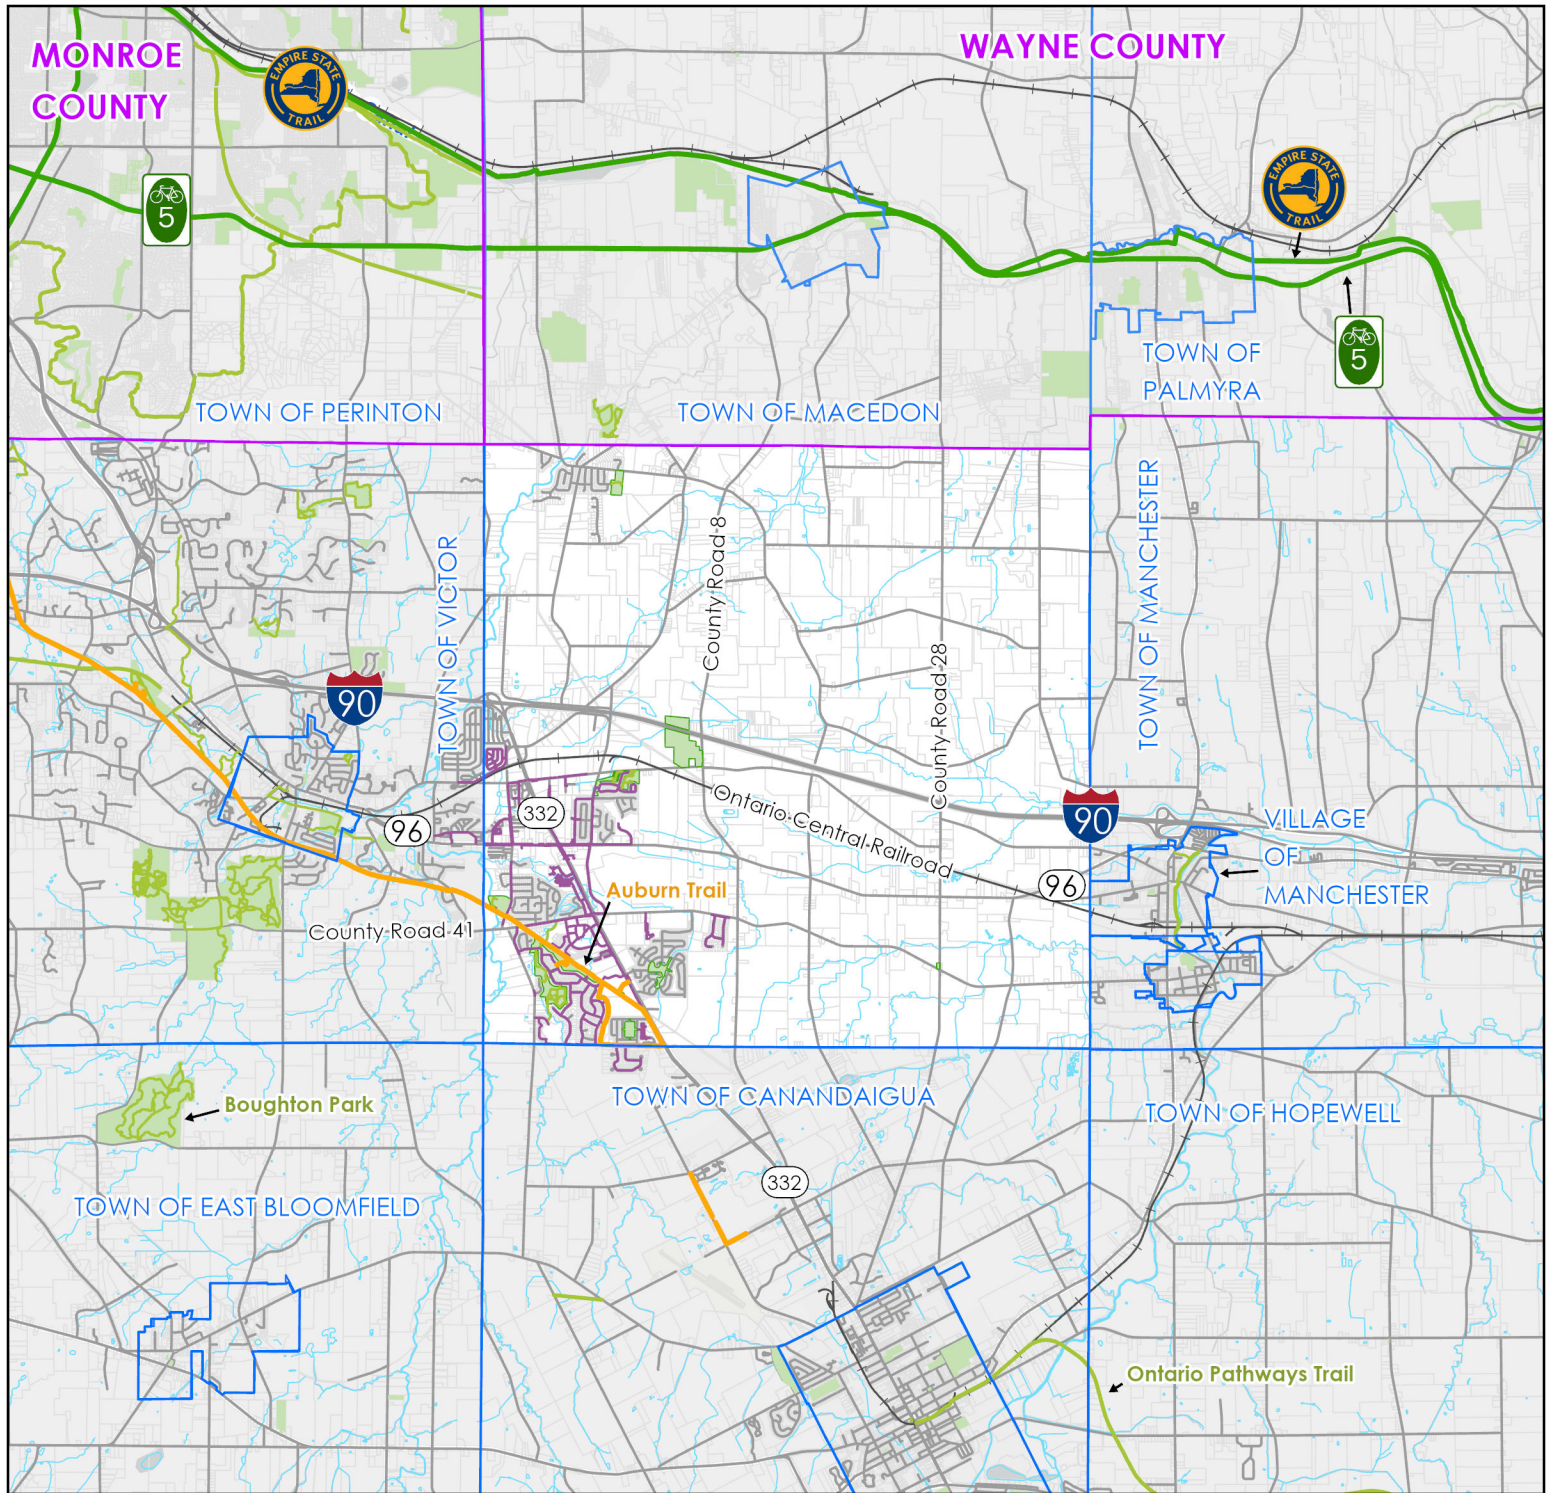 MONROE
COUNTY
WAYNE COUNTY
EMPIRE STATE
TRAIL
EMPIRE STATE
TRAIL
5
5
TOWN OF
PALMYRA
TOWN OF PERINTON
TOWN OF MACEDON
TOWN OF VICTOR
County Road 8
County Road 28
TOWN OF MANCHESTER
90
332
96
Ontario Central Railroad
90
VILLAGE
OF
MANCHESTER
96
Auburn Trail
County Road 41
Boughton Park
TOWN OF CANANDAIGUA
TOWN OF HOPEWELL
332
TOWN OF EAST BLOOMFIELD
Ontario Pathways Trail